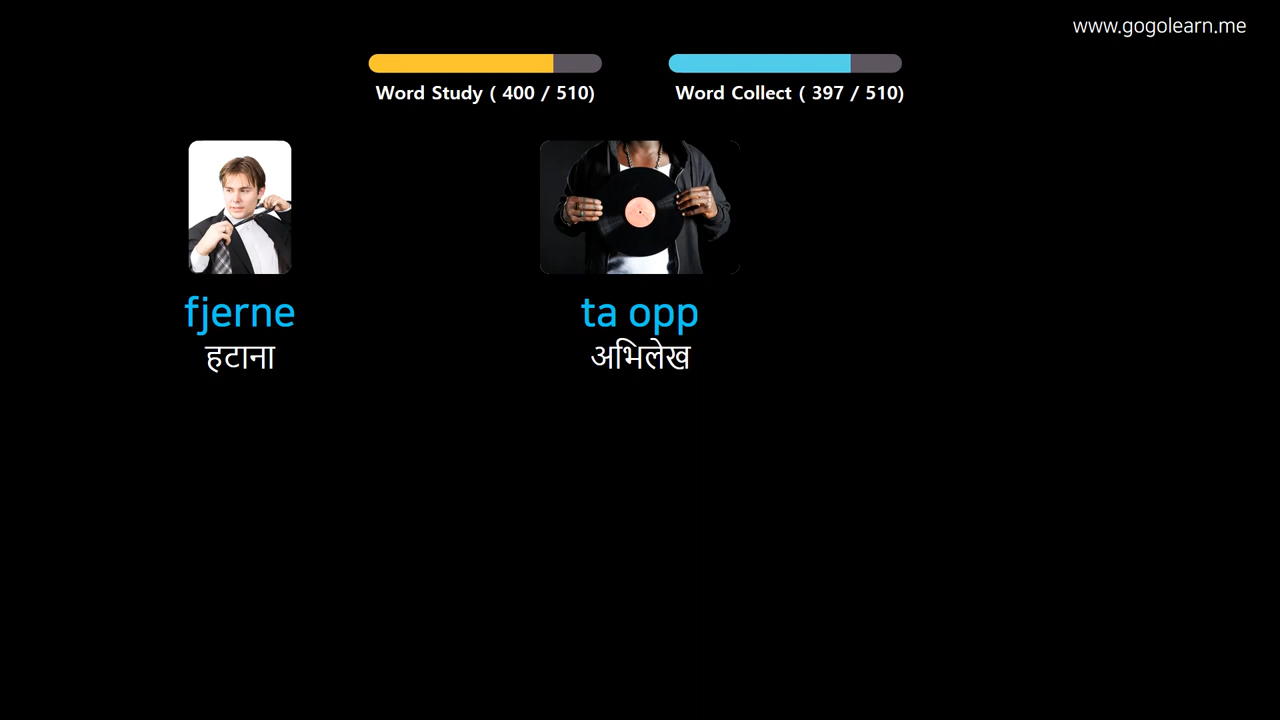 www.gogolearn.me
Word Study ( 400 / 510)
Word Collect ( 397 / 510)
fjerne
हटाना
ta opp
अभिलेख